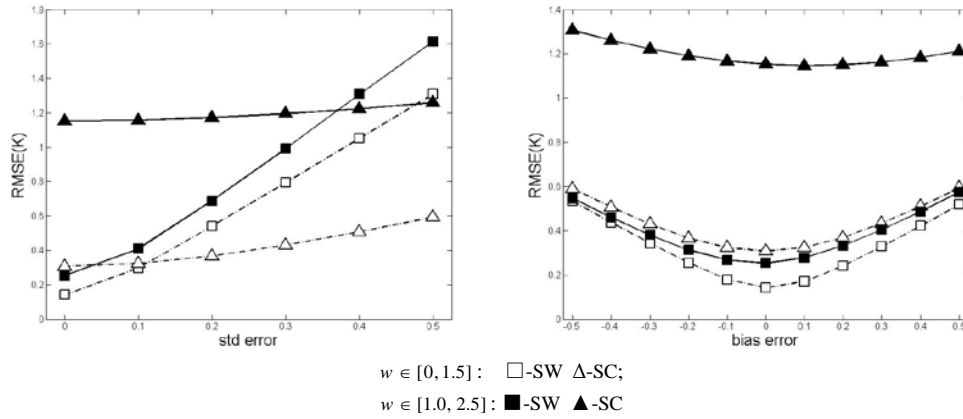 1.8
1.6
1.4
1.2
1
0.8
0.6
0.4
0.2
0
RMSE(K)
0 0.1 0.2 0.3 0.4 0.5
std error
1.4
1.2
1
0.8
0.6
0.4
0.2
0
RMSE(K)
-0.5 -0.4 -0.3 -0.2 -0.1 0 0.1 0.2 0.3 0.4 0.5
bias error
w ∈ [0, 1.5] : □-SW Δ-SC;
w ∈ [1.0, 2.5] : ■-SW ▲-SC